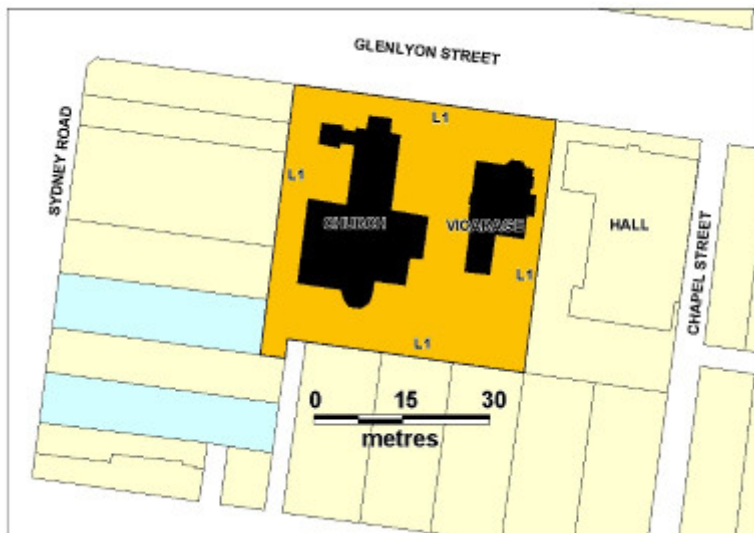 GLENLYON STREET
L1
SYDNEY ROAD
L1
CHURCH
VICARAGE
HALL
L1
CHAPEL STREET
L1
0 15 30
metres